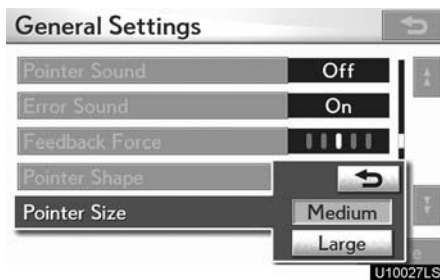 General Settings
Pointer Sound Off
Error Sound On
Feedback Force
Pointer Shape
Pointer Size Medium
Large
e
U10027LS